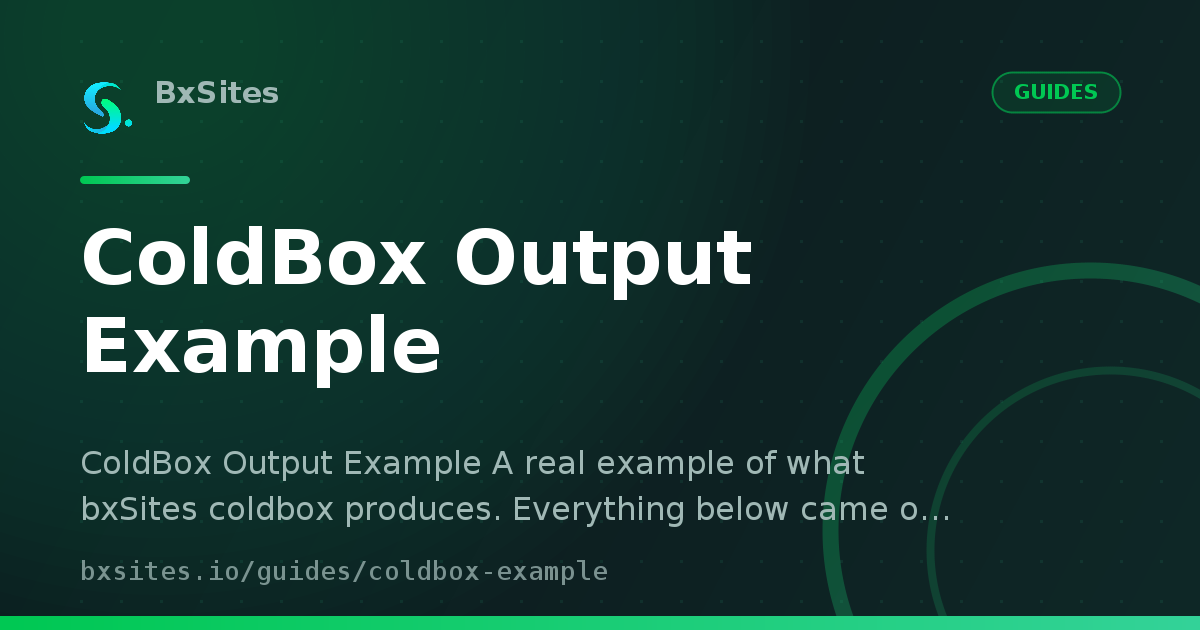 BxSites
GUIDES
ColdBox Output
Example
ColdBox Output Example A real example of what
bxSites coldbox produces. Everything below came o...
bxsites.io/guides/coldbox-example